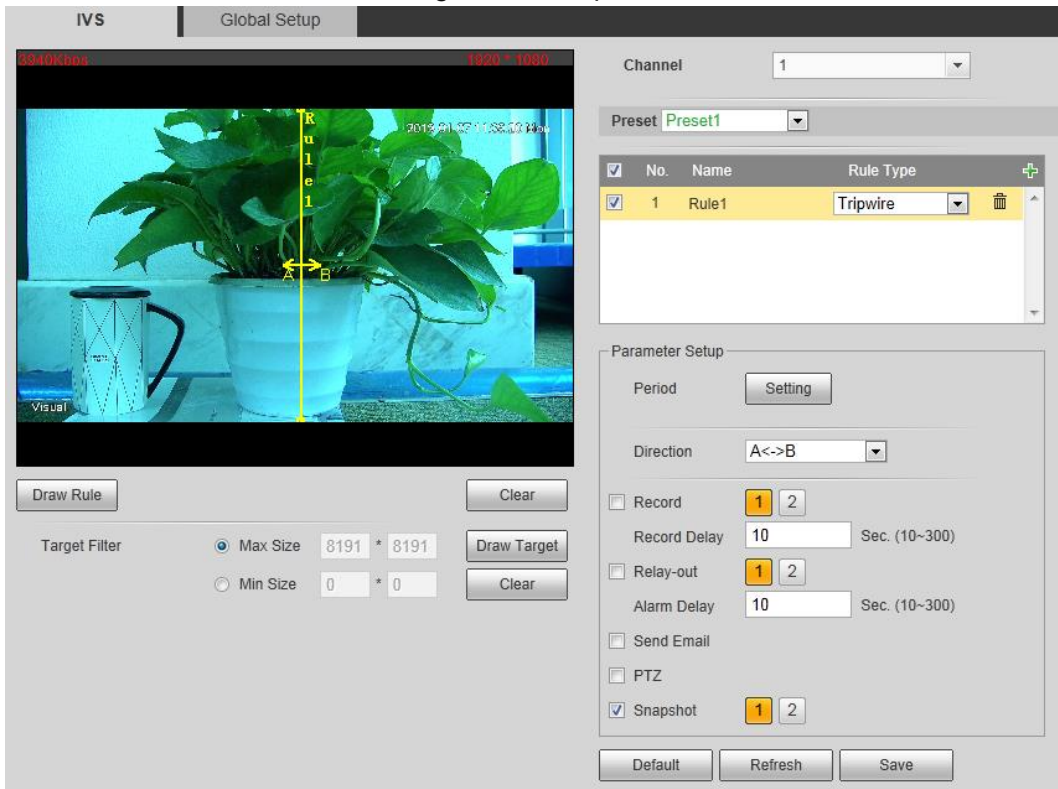 IVS Global Setup
3940Kbps 1920 * 1080
Rule1
A B
Visual
Draw Rule Clear
Target Filter Max Size 8191 * 8191 Draw Target
Min Size 0 * 0 Clear
Channel 1
Preset Preset1
No. Name Rule Type
1 Rule1 Tripwire
Parameter Setup
Period Setting
Direction A<->B
Record 1 2
Record Delay 10 Sec. (10~300)
Relay-out 1 2
Alarm Delay 10 Sec. (10~300)
Send Email
PTZ
Snapshot 1 2
Default Refresh Save